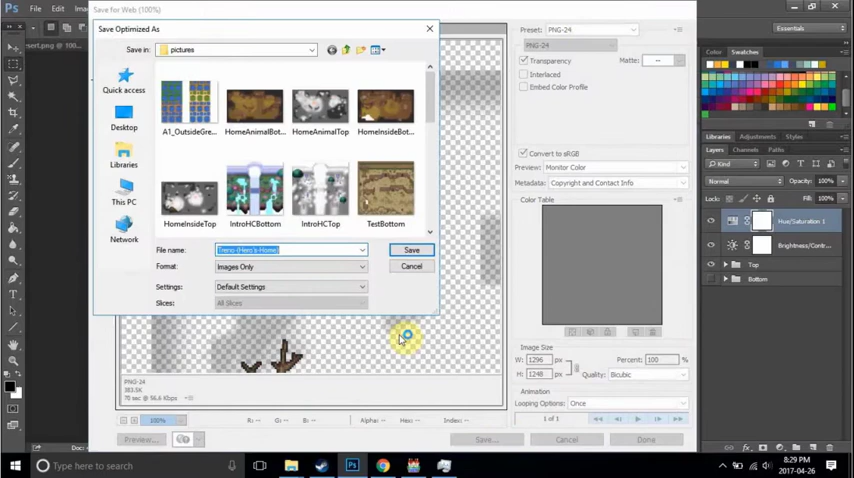 File
Edit
Ima
Save for Web (100%)
Save Optimized As
Save in:
pictures
Quick access
Desktop
Libraries
This PC
Network
A1_OutsideGre...
HomeAnimalBot...
HomeAnimalTop
HomeInsideBot...
HomeInsideTop
IntroHCBottom
IntroHCTop
TestBottom
File name:
Treno (Hero's-Home)
Save
Format:
Images Only
Cancel
Settings:
Default Settings
Slices:
All Slices
PNG-24
383.5K
70 sec @ 56.6 Kbps
100%
R: --
G: --
B: --
Alpha: --
Hex: --
Index: --
Preview...
Save...
Cancel
Done
Preset: PNG-24
PNG-24
Transparency
Matte: --
Interlaced
Embed Color Profile
Convert to sRGB
Preview: Monitor Color
Metadata: Copyright and Contact Info
Color Table
Image Size
W: 1296 px
H: 1248 px
Percent: 100 %
Quality: Bicubic
Animation
Looping Options: Once
1 of 1
Essentials
Color
Swatches
Libraries
Adjustments
Styles
Layers
Channels
Paths
Kind
Normal
Opacity: 100%
Lock:
Fill: 100%
Hue/Saturation 1
Brightness/Contr...
Top
Bottom
Type here to search
8:29 PM
2017-04-26